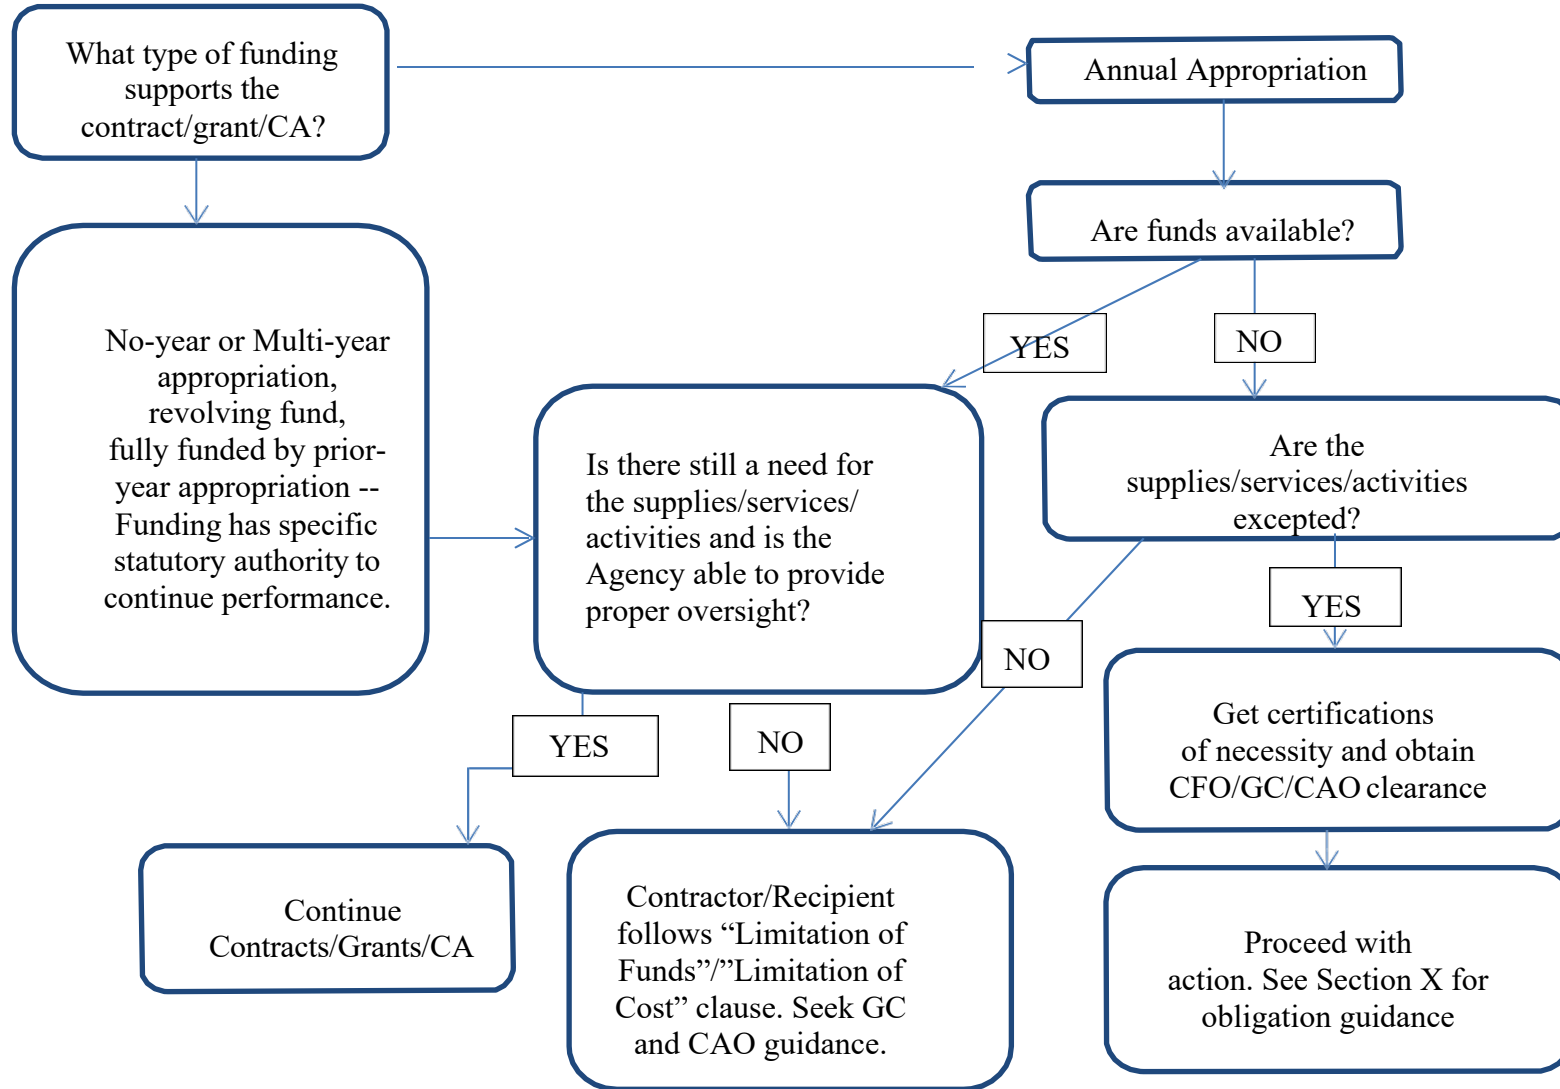 What type of funding
supports the
contract/grant/CA?
Annual Appropriation
Are funds available?
YES
NO
No-year or Multi-year
appropriation,
revolving fund,
fully funded by prior-
year appropriation --
Funding has specific
statutory authority to
continue performance.
Is there still a need for
the supplies/services/
activities and is the
Agency able to provide
proper oversight?
Are the
supplies/services/activities
excepted?
YES
NO
NO
YES
Get certifications
of necessity and obtain
CFO/GC/CAO clearance
Continue
Contracts/Grants/CA
Contractor/Recipient
follows “Limitation of
Funds”/”Limitation of
Cost” clause. Seek GC
and CAO guidance.
Proceed with
action. See Section X for
obligation guidance